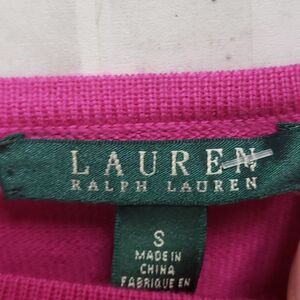 LAUREN
RALPH LAUREN
S
MADE IN
CHINA
FABRIQUE EN